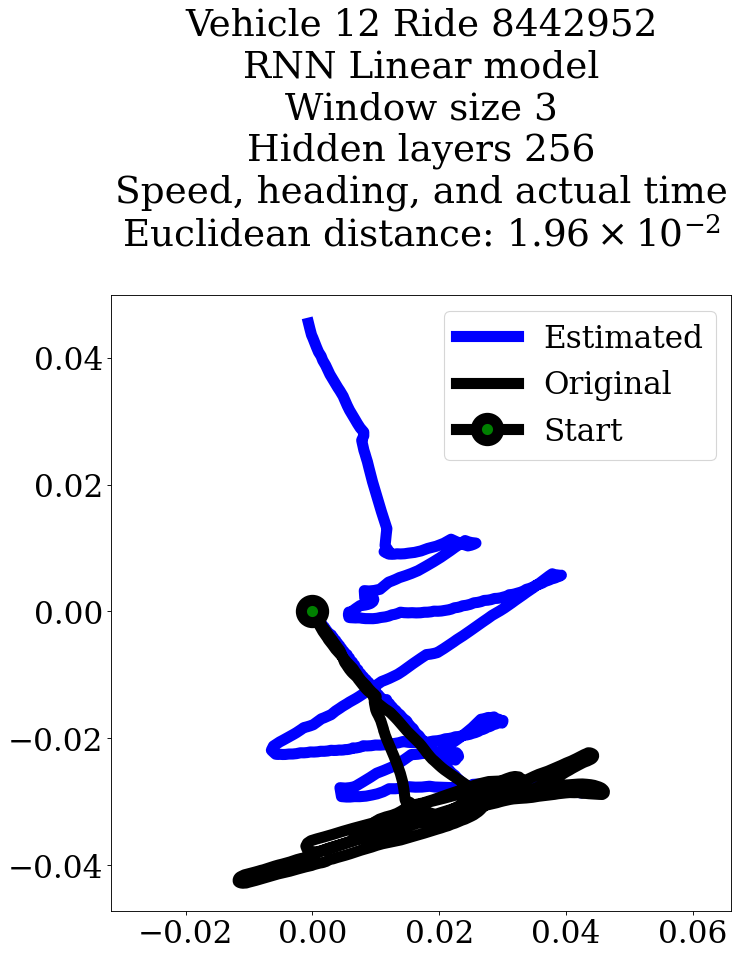 Vehicle 12 Ride 8442952
RNN Linear model
Window size 3
Hidden layers 256
Speed, heading, and actual time
Euclidean distance: 1.96 × 10⁻²
Estimated
Original
Start
0.04
0.02
0.00
−0.02
−0.04
−0.02 0.00 0.02 0.04 0.06